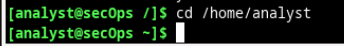 [analyst@secOps /]$ cd /home/analyst
[analyst@secOps ~]$